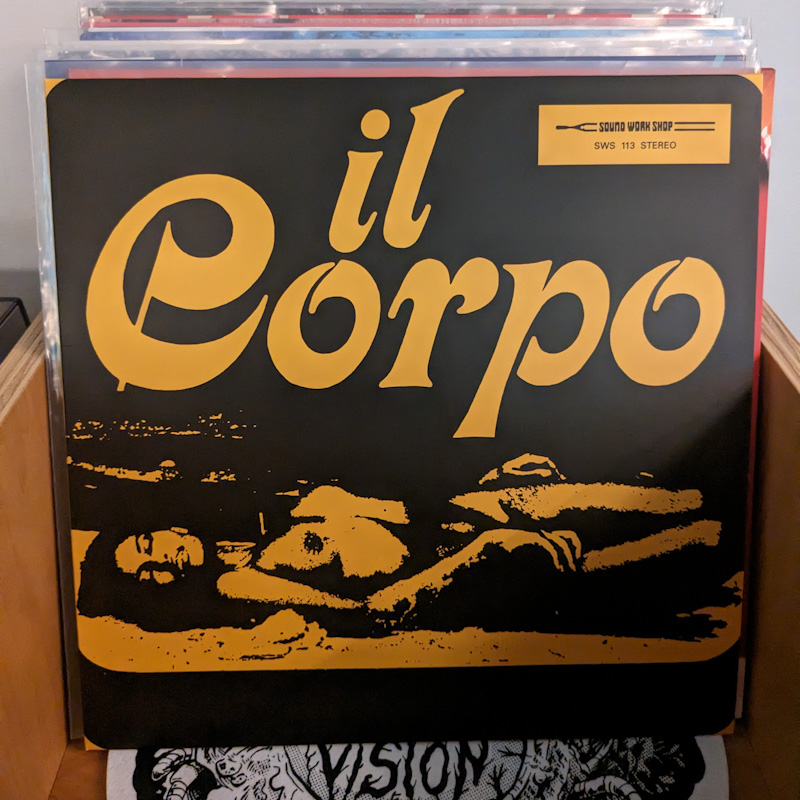 il
Corpo
SOUND WORK SHOP
SWS 113 STEREO
VISION